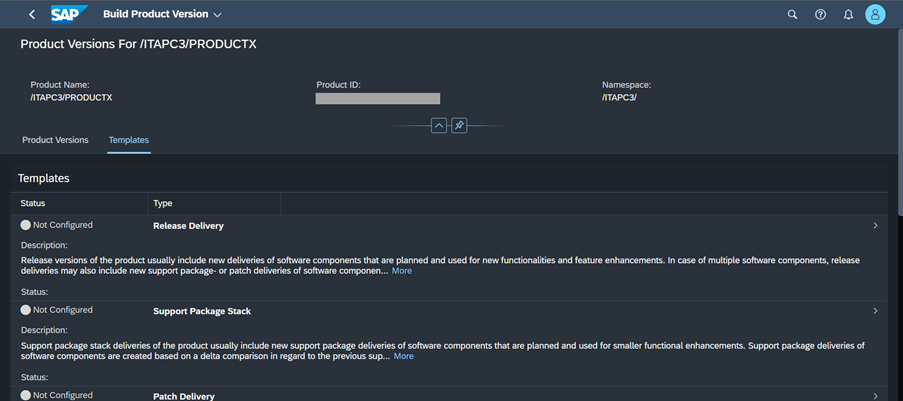 SAP Build Product Version
Product Versions For /ITAPC3/PRODUCTX
Product Name: Product ID: Namespace:
/ITAPC3/PRODUCTX /ITAPC3/
Product Versions Templates
Templates
Status Type
Not Configured Release Delivery
Description:
Release versions of the product usually include new deliveries of software components that are planned and used for new functionalities and feature enhancements. In case of multiple software components, release
deliveries may also include new support package- or patch deliveries of software componen... More
Status:
Not Configured Support Package Stack
Description:
Support package stack deliveries of the product usually include new support package deliveries of software components that are planned and used for smaller functional enhancements. Support package deliveries of
software components are created based on a delta comparison in regard to the previous sup... More
Status:
Not Configured Patch Delivery